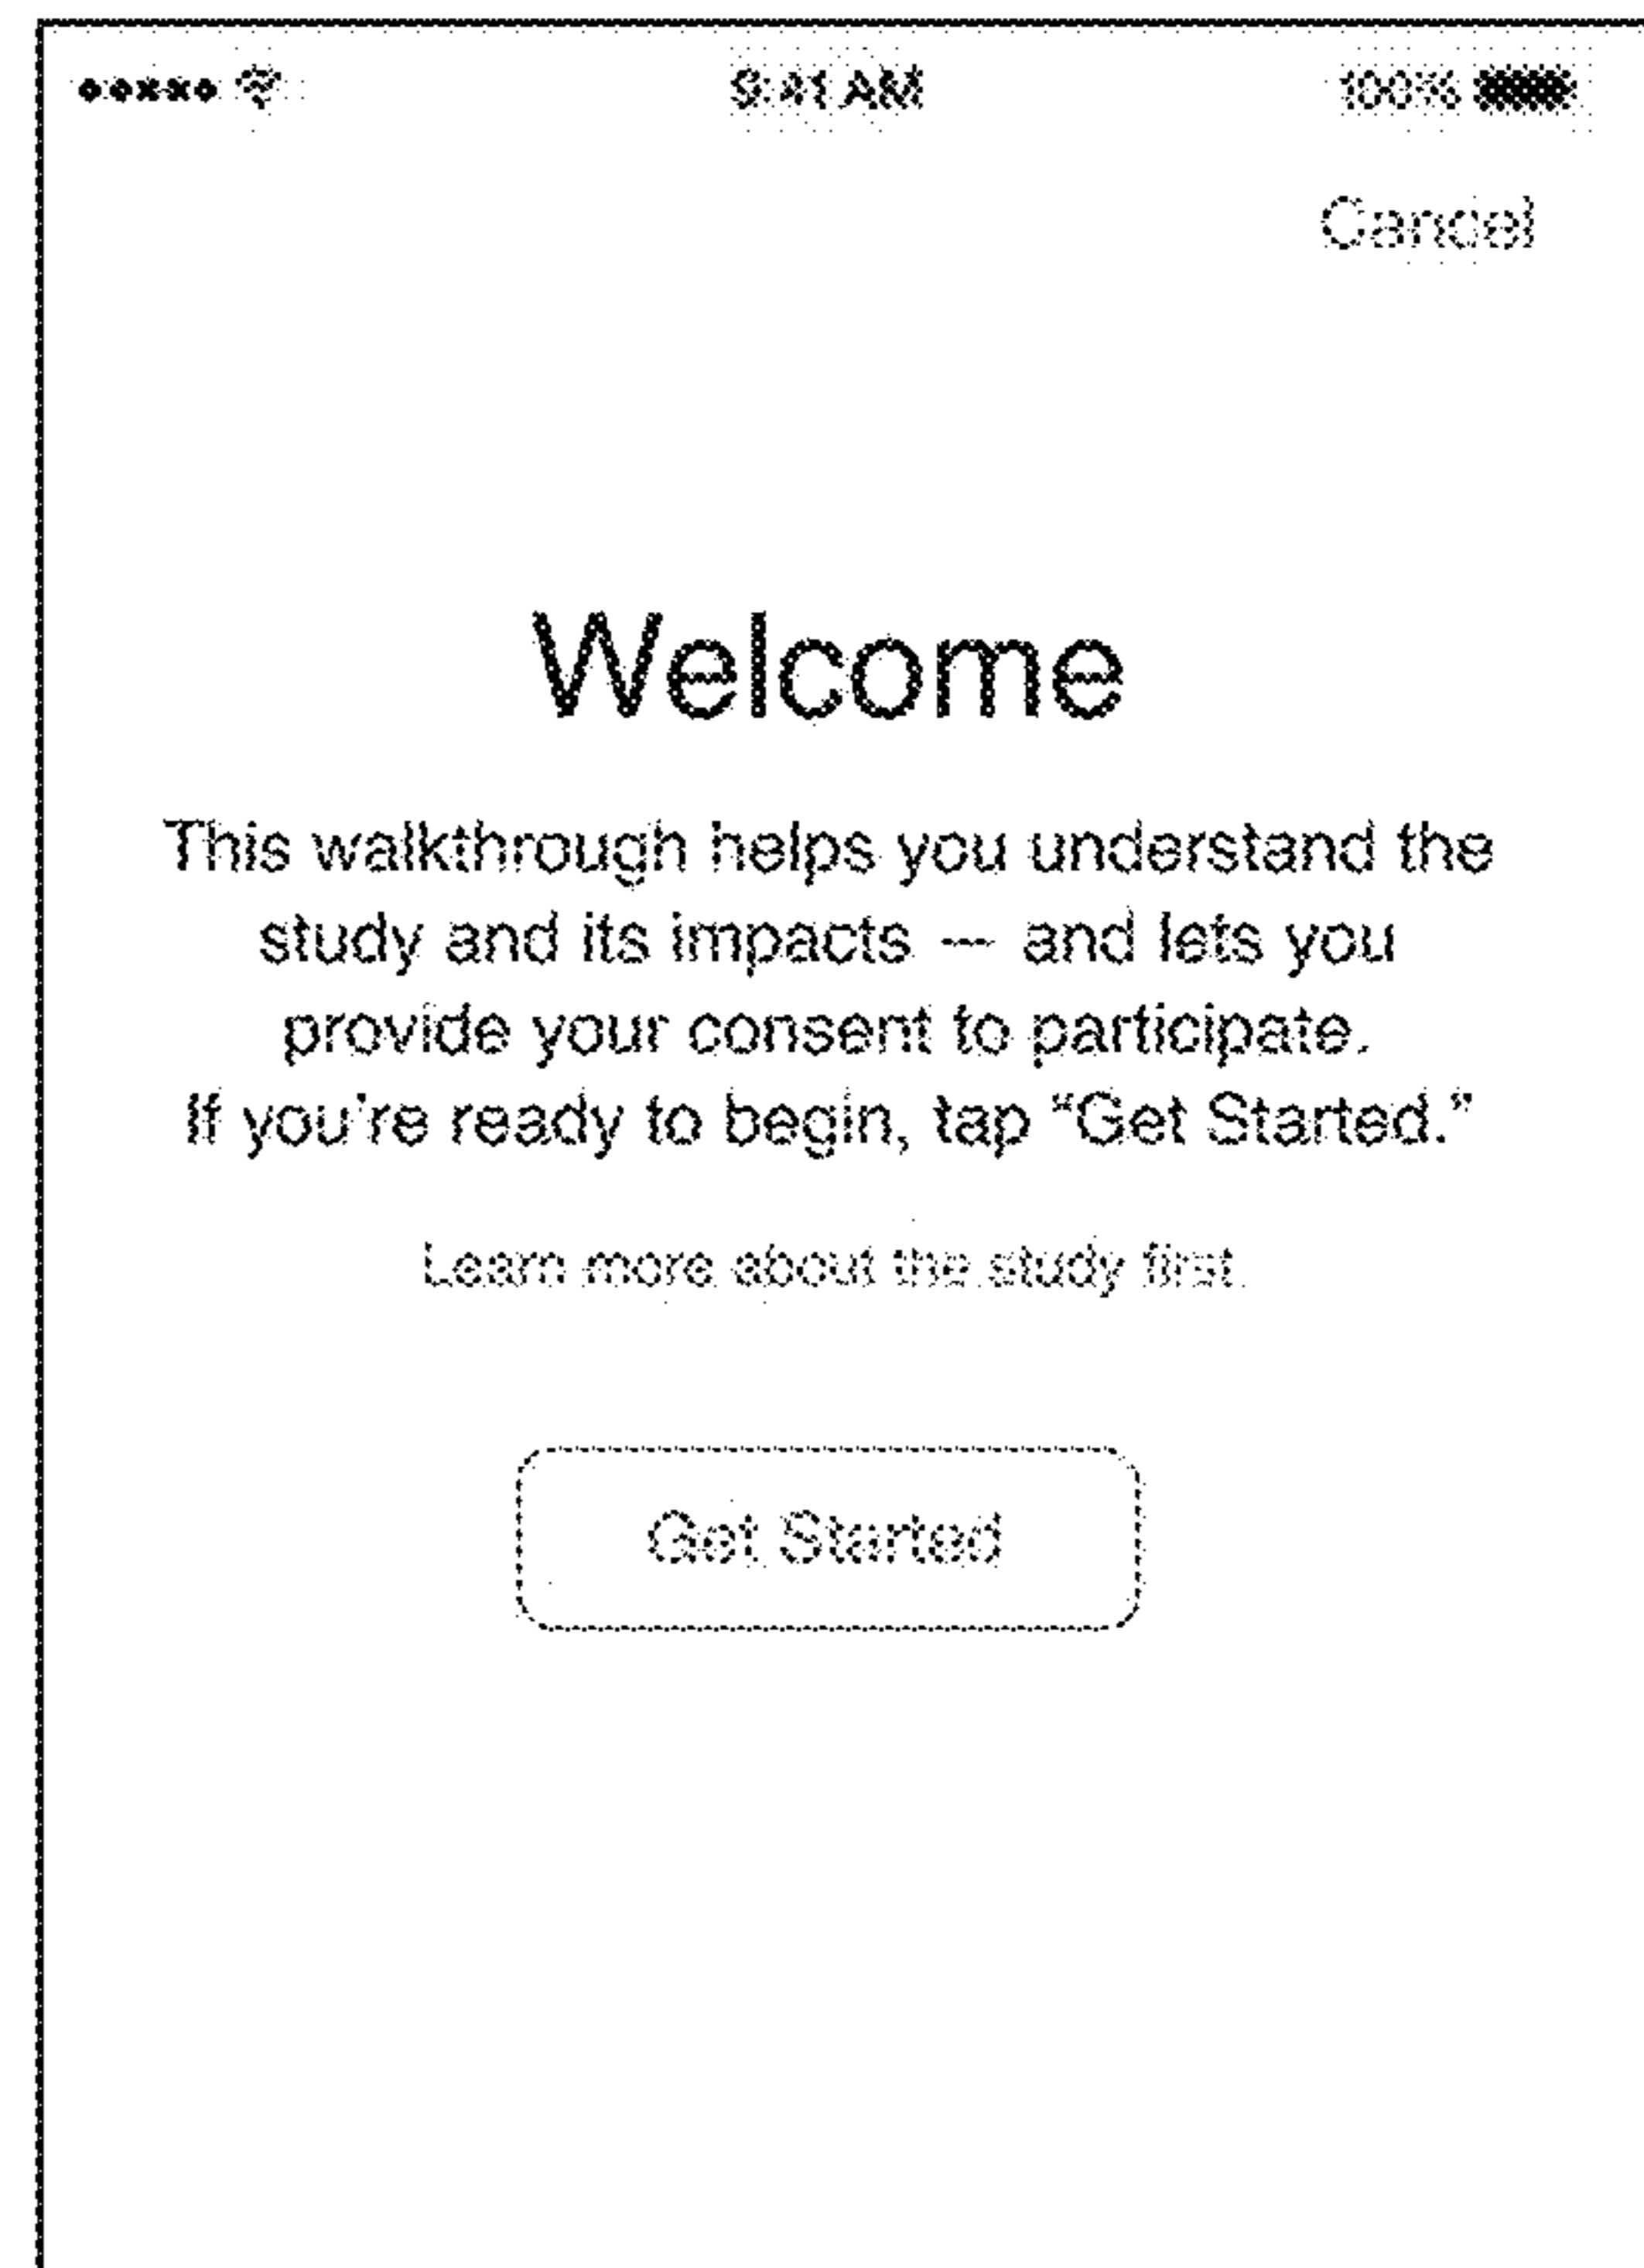 9:41 AM 100%
Cancel
Welcome
This walkthrough helps you understand the
study and its impacts — and lets you
provide your consent to participate.
If you're ready to begin, tap “Get Started.”
Learn more about the study first
Get Started